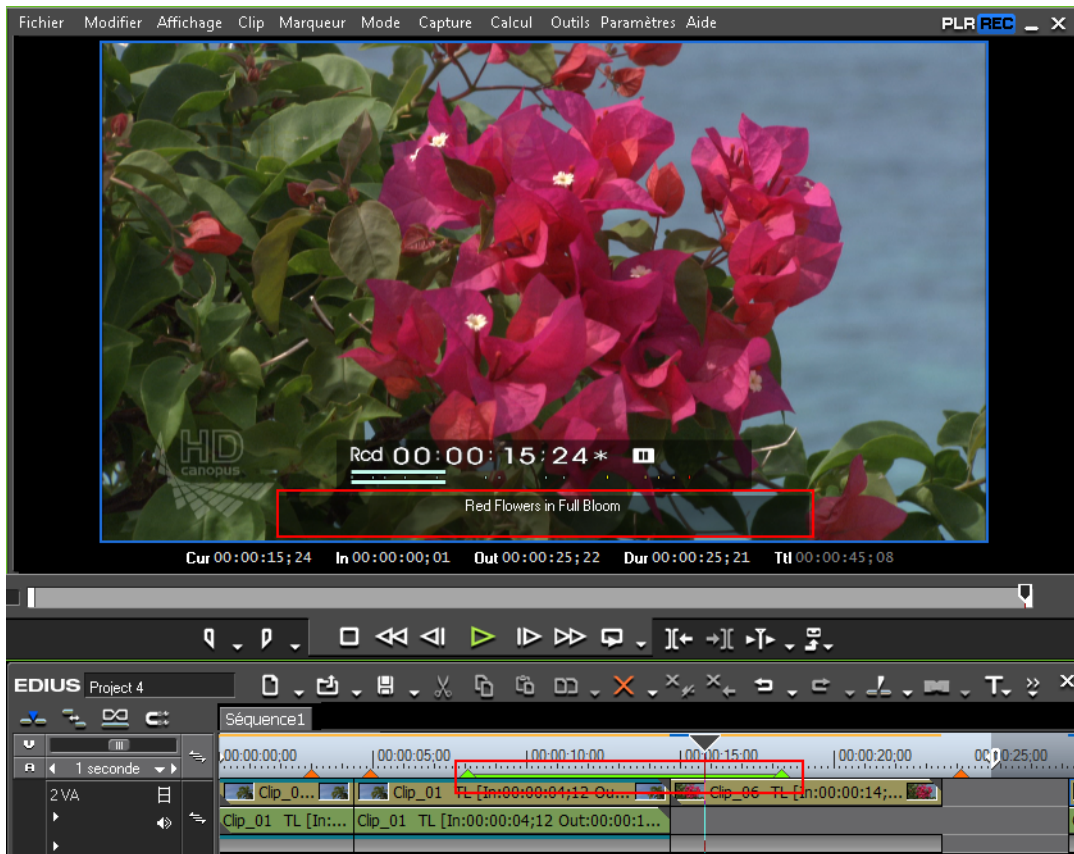 Fichier Modifier Affichage Clip Marqueur Mode Capture Calcul Outils Paramètres Aide PLR REC
HD
canopus
Rcd 00:00:15:24*
Red Flowers in Full Bloom
Cur 00:00:15;24 In 00:00:00;01 Out 00:00:25;22 Dur 00:00:25;21 Ttl 00:00:45;08
EDIUS Project 4
Séquence1
V
A 1 seconde
00:00:00;00 00:00:05;00 00:00:10;00 00:00:15;00 00:00:20;00 00:00:25;00
2 VA Clip_0... Clip_01 TL [In:00:00:04;12 Ou... Clip_06 TL [In:00:00:14;...
Clip_01 TL [In:... Clip_01 TL [In:00:00:04;12 Out:00:00:1...